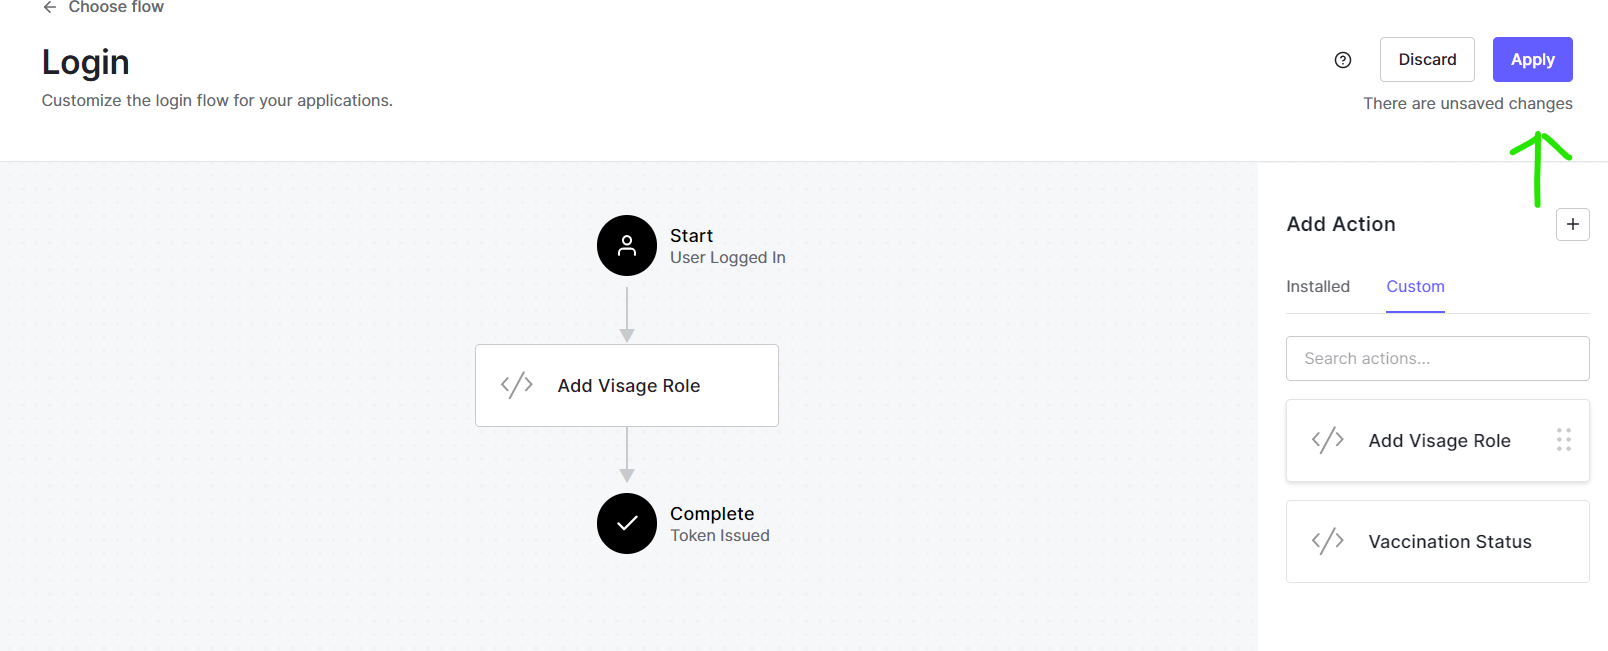 Choose flow
Login
Customize the login flow for your applications.
Discard
Apply
There are unsaved changes
Start
User Logged In
Add Visage Role
Complete
Token Issued
Add Action
Installed
Custom
Search actions...
Add Visage Role
Vaccination Status